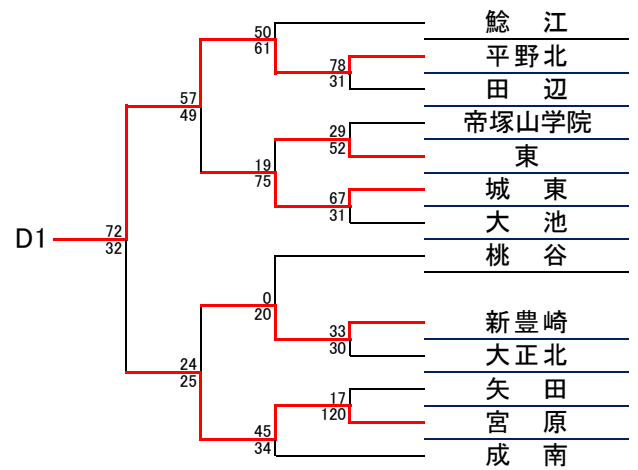 鯰 江
50
61
平野北
78
31
田 辺
57
49
帝塚山学院
29
52
東
19
75
城 東
67
31
大 池
D1
72
32
桃 谷
0
20
新豊崎
33
30
大正北
24
25
矢 田
17
120
宮 原
45
34
成 南